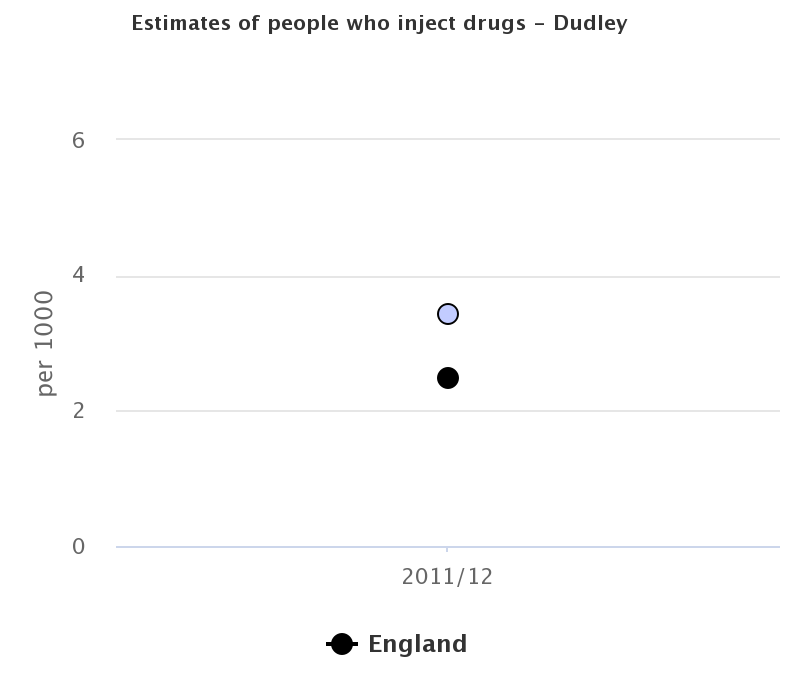 Estimates of people who inject drugs – Dudley
6
4
2
0
per 1000
2011/12
England